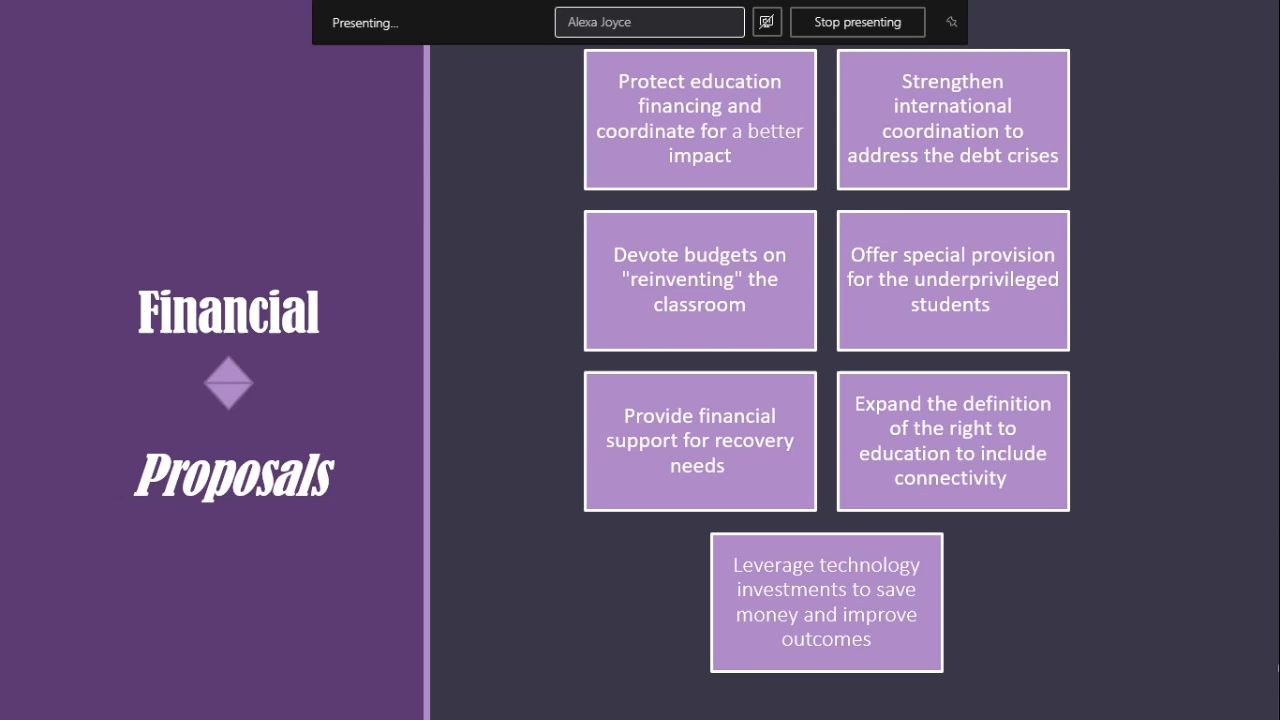 Presenting...
Alexa Joyce
Stop presenting
Financial
Proposals
Protect education
financing and
coordinate for a better
impact
Strengthen
international
coordination to
address the debt crises
Devote budgets on
"reinventing" the
classroom
Offer special provision
for the underprivileged
students
Provide financial
support for recovery
needs
Expand the definition
of the right to
education to include
connectivity
Leverage technology
investments to save
money and improve
outcomes